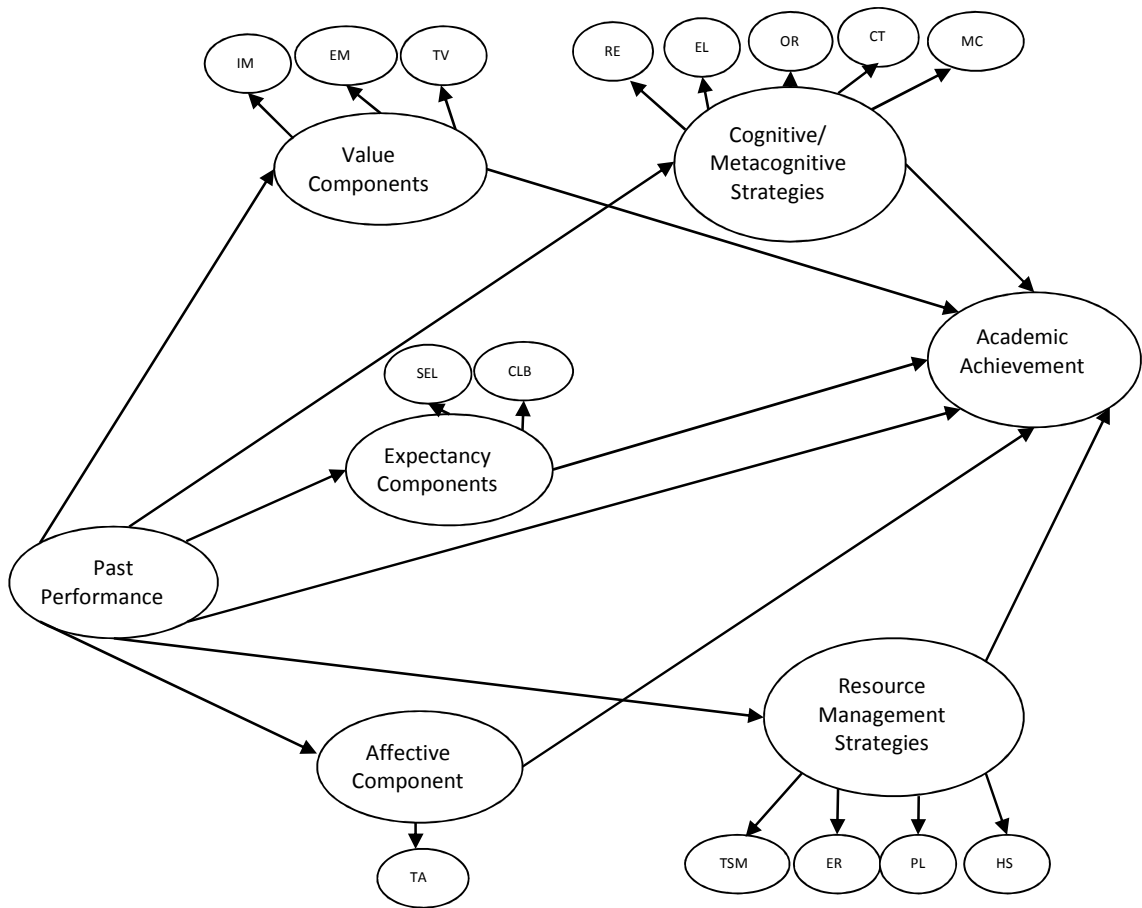 IM
EM
TV
RE
EL
OR
CT
MC
Value
Components
Cognitive/
Metacognitive
Strategies
Academic
Achievement
SEL
CLB
Expectancy
Components
Past
Performance
Resource
Management
Strategies
Affective
Component
TA
TSM
ER
PL
HS